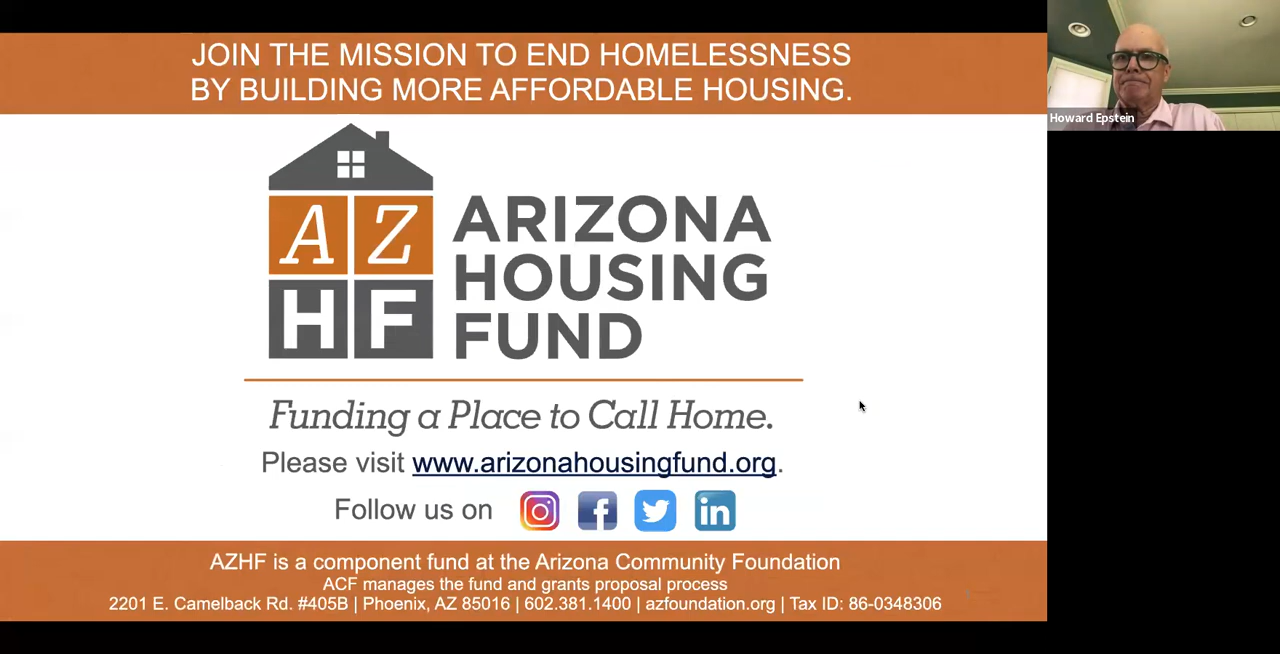 JOIN THE MISSION TO END HOMELESSNESS
BY BUILDING MORE AFFORDABLE HOUSING.
AZ
HF
ARIZONA
HOUSING
FUND
Funding a Place to Call Home.
Please visit www.arizonahousingfund.org.
Follow us on
AZHF is a component fund at the Arizona Community Foundation
ACF manages the fund and grants proposal process
2201 E. Camelback Rd. #405B | Phoenix, AZ 85016 | 602.381.1400 | azfoundation.org | Tax ID: 86-0348306
Howard Epstein